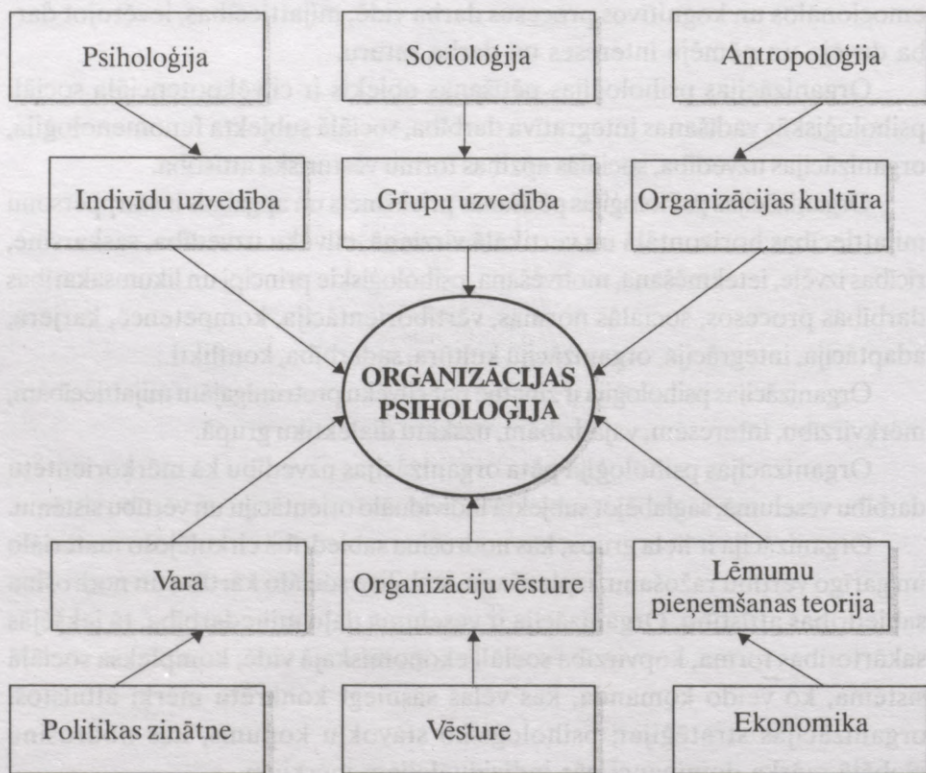 Psiholoģija
Socioloģija
Antropoloģija
Indivīdu uzvedība
Grupu uzvedība
Organizācijas kultūra
ORGANIZĀCIJAS
PSIHOLOĢIJA
Vara
Organizāciju vēsture
Lēmumu
pieņemšanas teorija
Politikas zinātne
Vēsture
Ekonomika